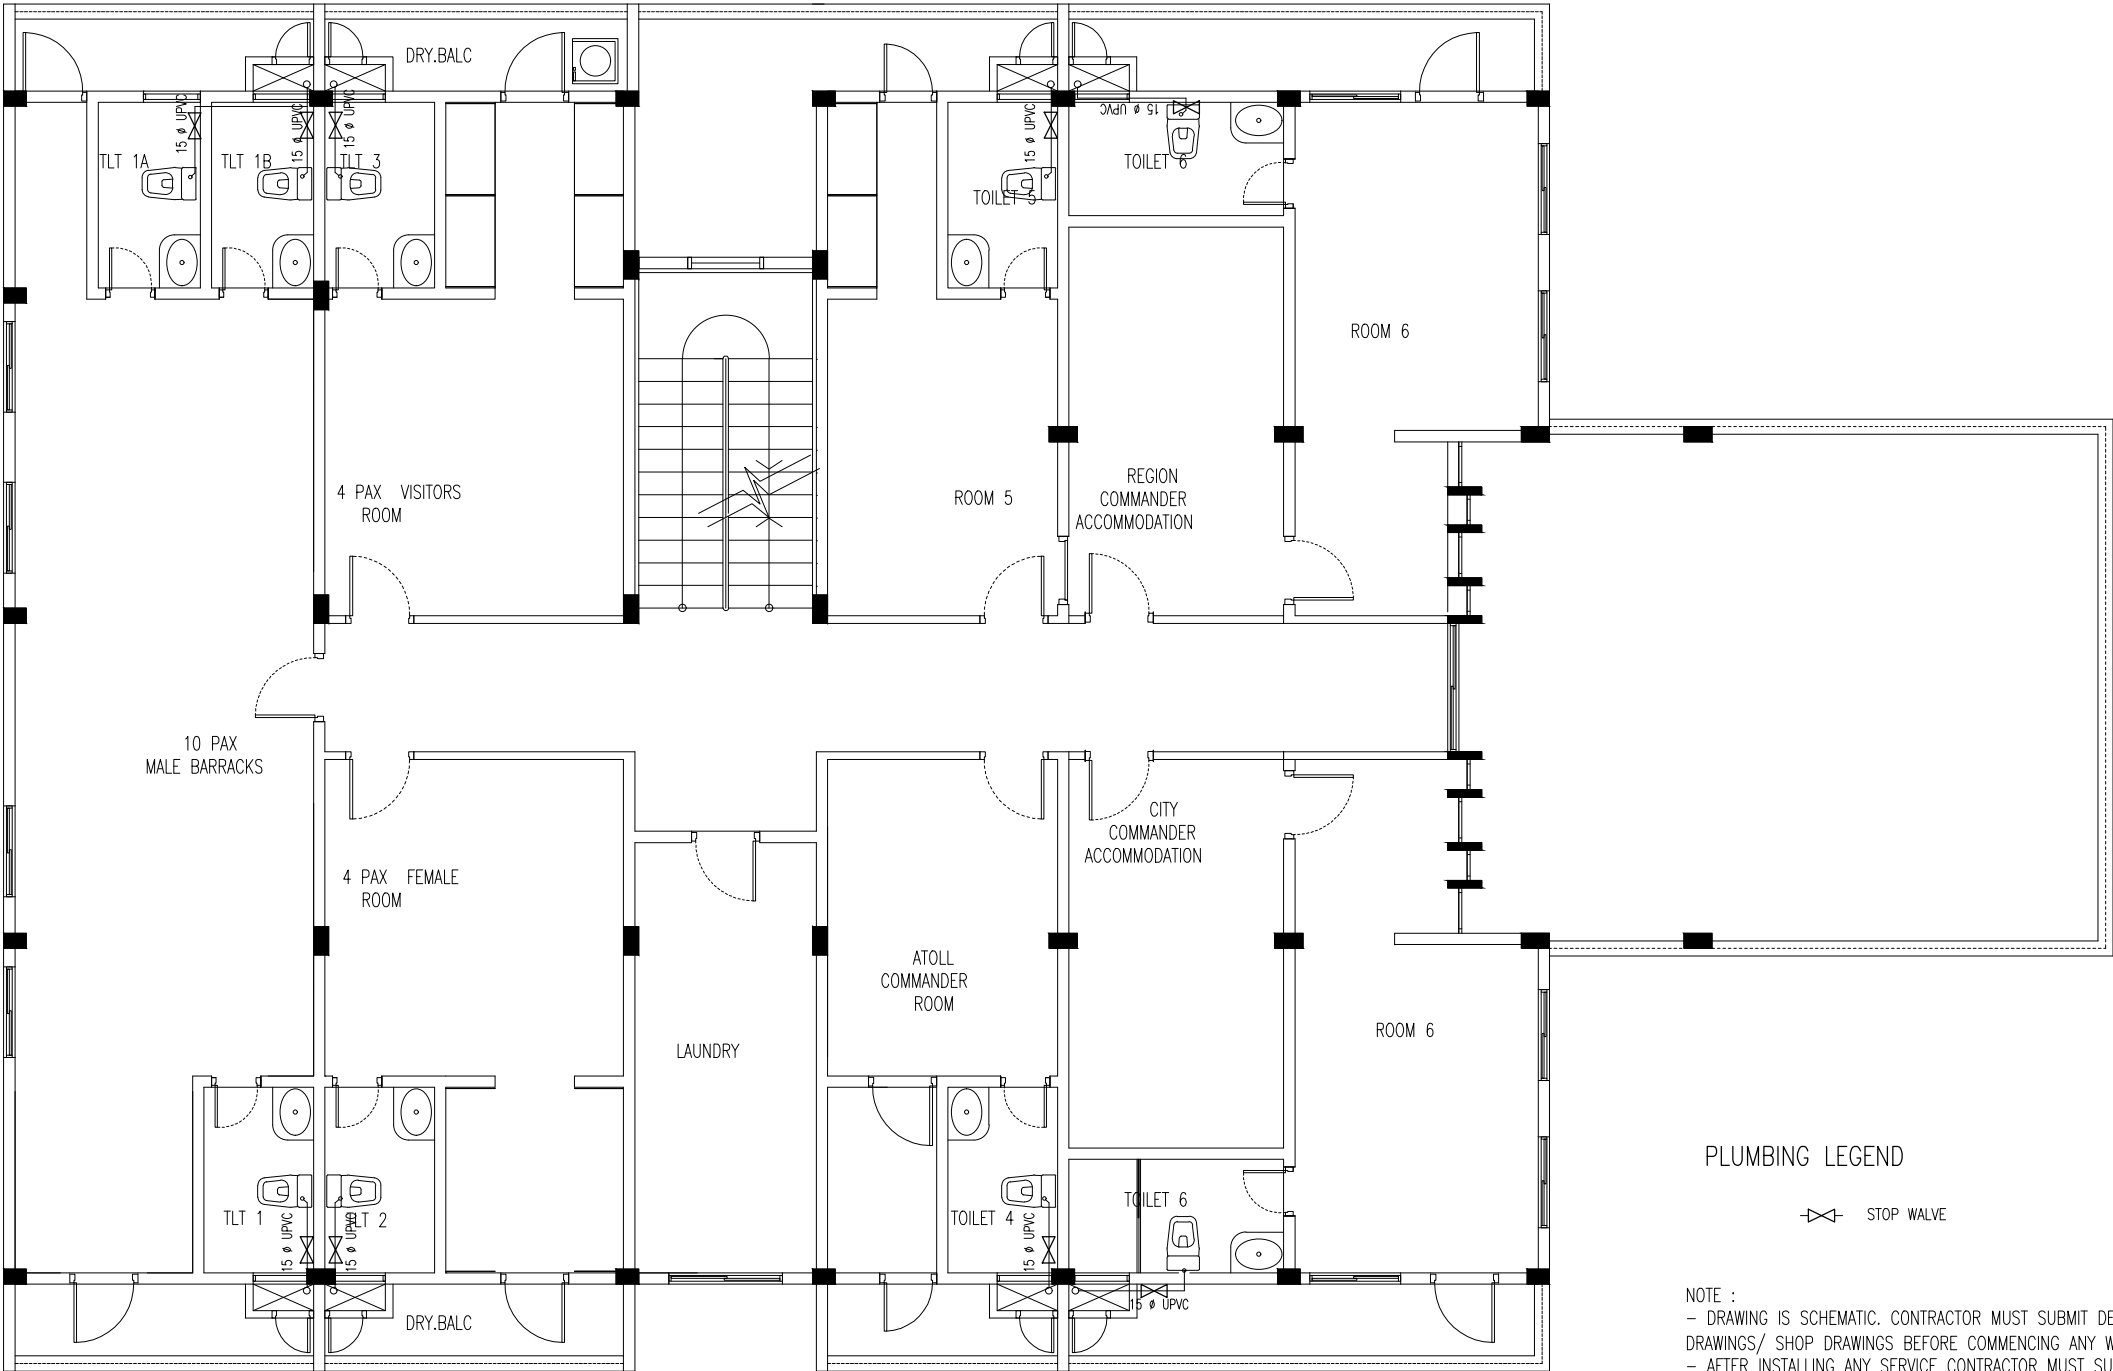 DRY.BALC
15 ø UPVC
15 ø UPVC
15 ø UPVC
15 ø UPVC
15 ø UPVC
TLT 1A
TLT 1B
TLT 3
TOILET 5
TOILET 6
ROOM 6
4 PAX VISITORS
ROOM
ROOM 5
REGION
COMMANDER
ACCOMMODATION
10 PAX
MALE BARRACKS
4 PAX FEMALE
ROOM
CITY
COMMANDER
ACCOMMODATION
ATOLL
COMMANDER
ROOM
LAUNDRY
ROOM 6
TLT 1
15 ø UPVC
TLT 2
15 ø UPVC
TOILET 4
15 ø UPVC
TOILET 6
15 ø UPVC
DRY.BALC
PLUMBING LEGEND
STOP WALVE
NOTE :
- DRAWING IS SCHEMATIC. CONTRACTOR MUST SUBMIT DE
DRAWINGS/ SHOP DRAWINGS BEFORE COMMENCING ANY W
- AFTER INSTALLING ANY SERVICE CONTRACTOR MUST SU